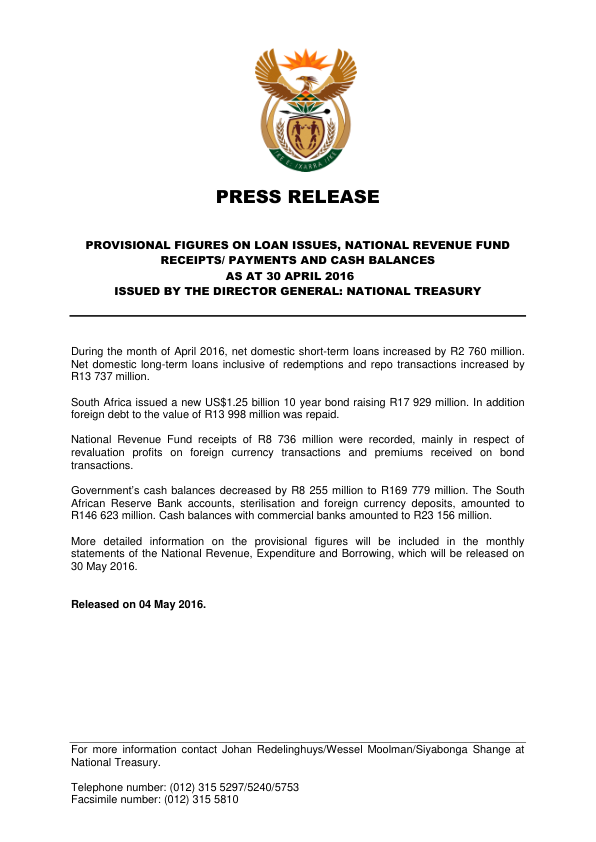 !KE E: /XARRA //KE
PRESS RELEASE
PROVISIONAL FIGURES ON LOAN ISSUES, NATIONAL REVENUE FUND
RECEIPTS/ PAYMENTS AND CASH BALANCES
AS AT 30 APRIL 2016
ISSUED BY THE DIRECTOR GENERAL: NATIONAL TREASURY
During the month of April 2016, net domestic short-term loans increased by R2 760 million.
Net domestic long-term loans inclusive of redemptions and repo transactions increased by
R13 737 million.
South Africa issued a new US$1.25 billion 10 year bond raising R17 929 million. In addition
foreign debt to the value of R13 998 million was repaid.
National Revenue Fund receipts of R8 736 million were recorded, mainly in respect of
revaluation profits on foreign currency transactions and premiums received on bond
transactions.
Government's cash balances decreased by R8 255 million to R169 779 million. The South
African Reserve Bank accounts, sterilisation and foreign currency deposits, amounted to
R146 623 million. Cash balances with commercial banks amounted to R23 156 million.
More detailed information on the provisional figures will be included in the monthly
statements of the National Revenue, Expenditure and Borrowing, which will be released on
30 May 2016.
Released on 04 May 2016.
For more information contact Johan Redelinghuys/Wessel Moolman/Siyabonga Shange at
National Treasury.
Telephone number: (012) 315 5297/5240/5753
Facsimile number: (012) 315 5810